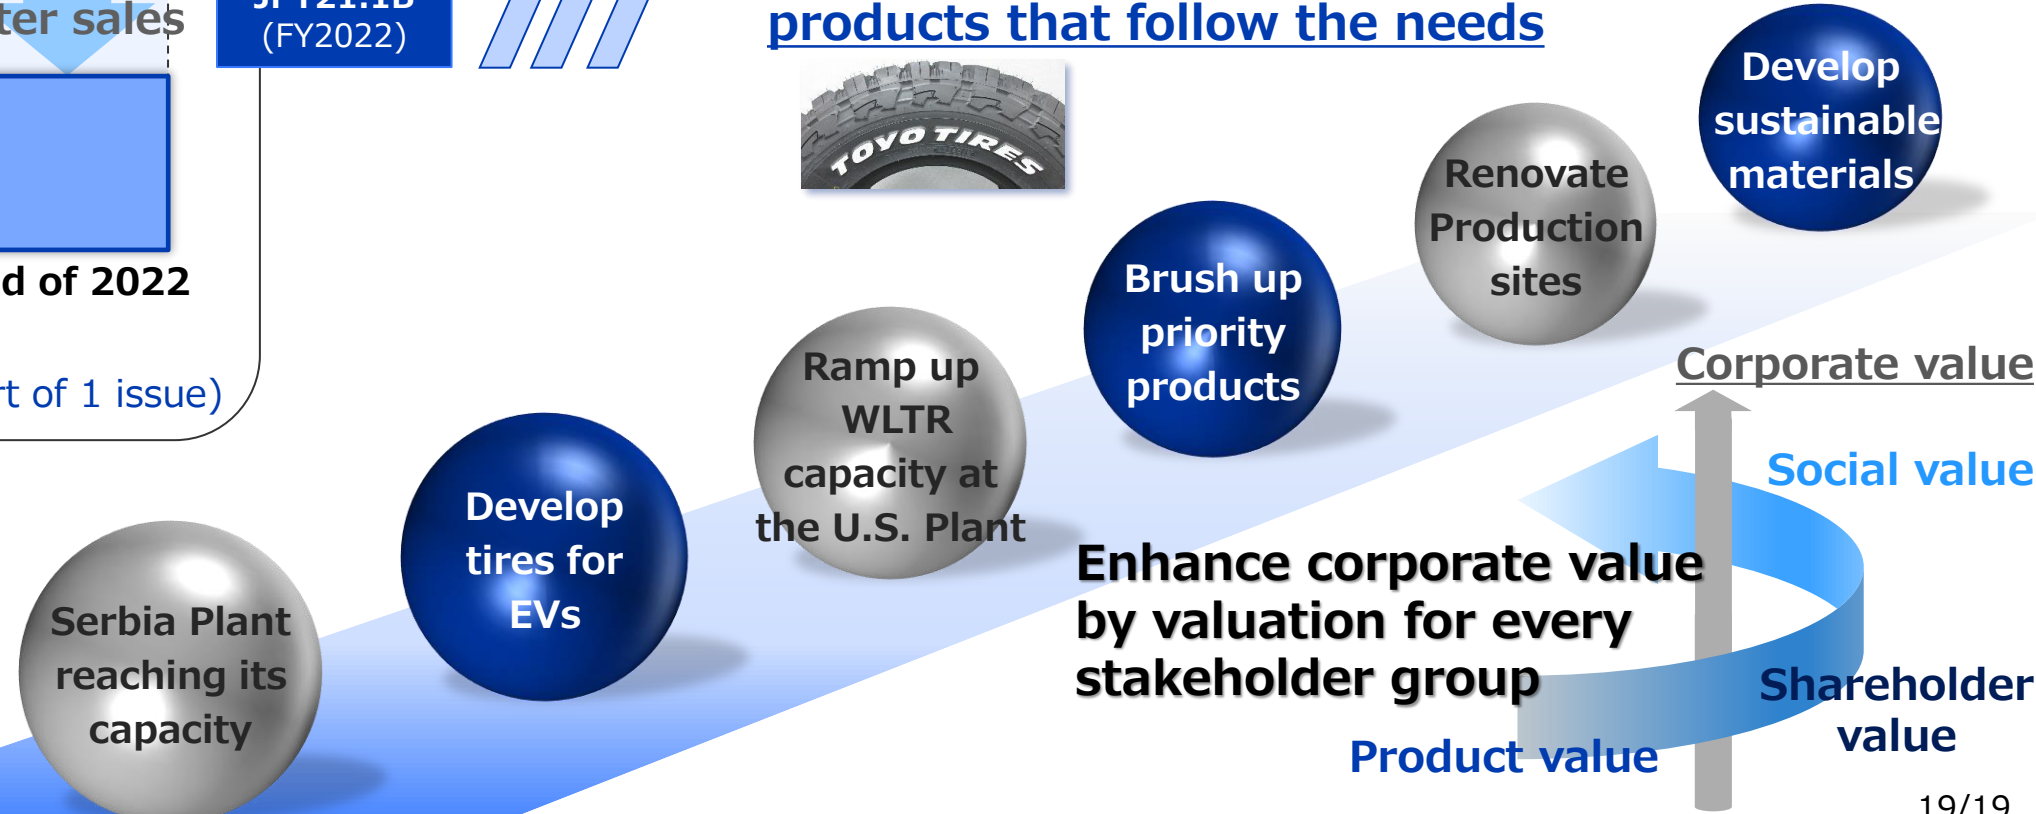 ter sales
JPY21.1B
(FY2022)
products that follow the needs
TOYO TIRES
d of 2022
rt of 1 issue)
Develop
sustainable
materials
Renovate
Production
sites
Brush up
priority
products
Ramp up
WLTR
capacity at
the U.S. Plant
Develop
tires for
EVs
Serbia Plant
reaching its
capacity
Corporate value
Social value
Enhance corporate value
by valuation for every
stakeholder group
Shareholder
value
Product value
19/19